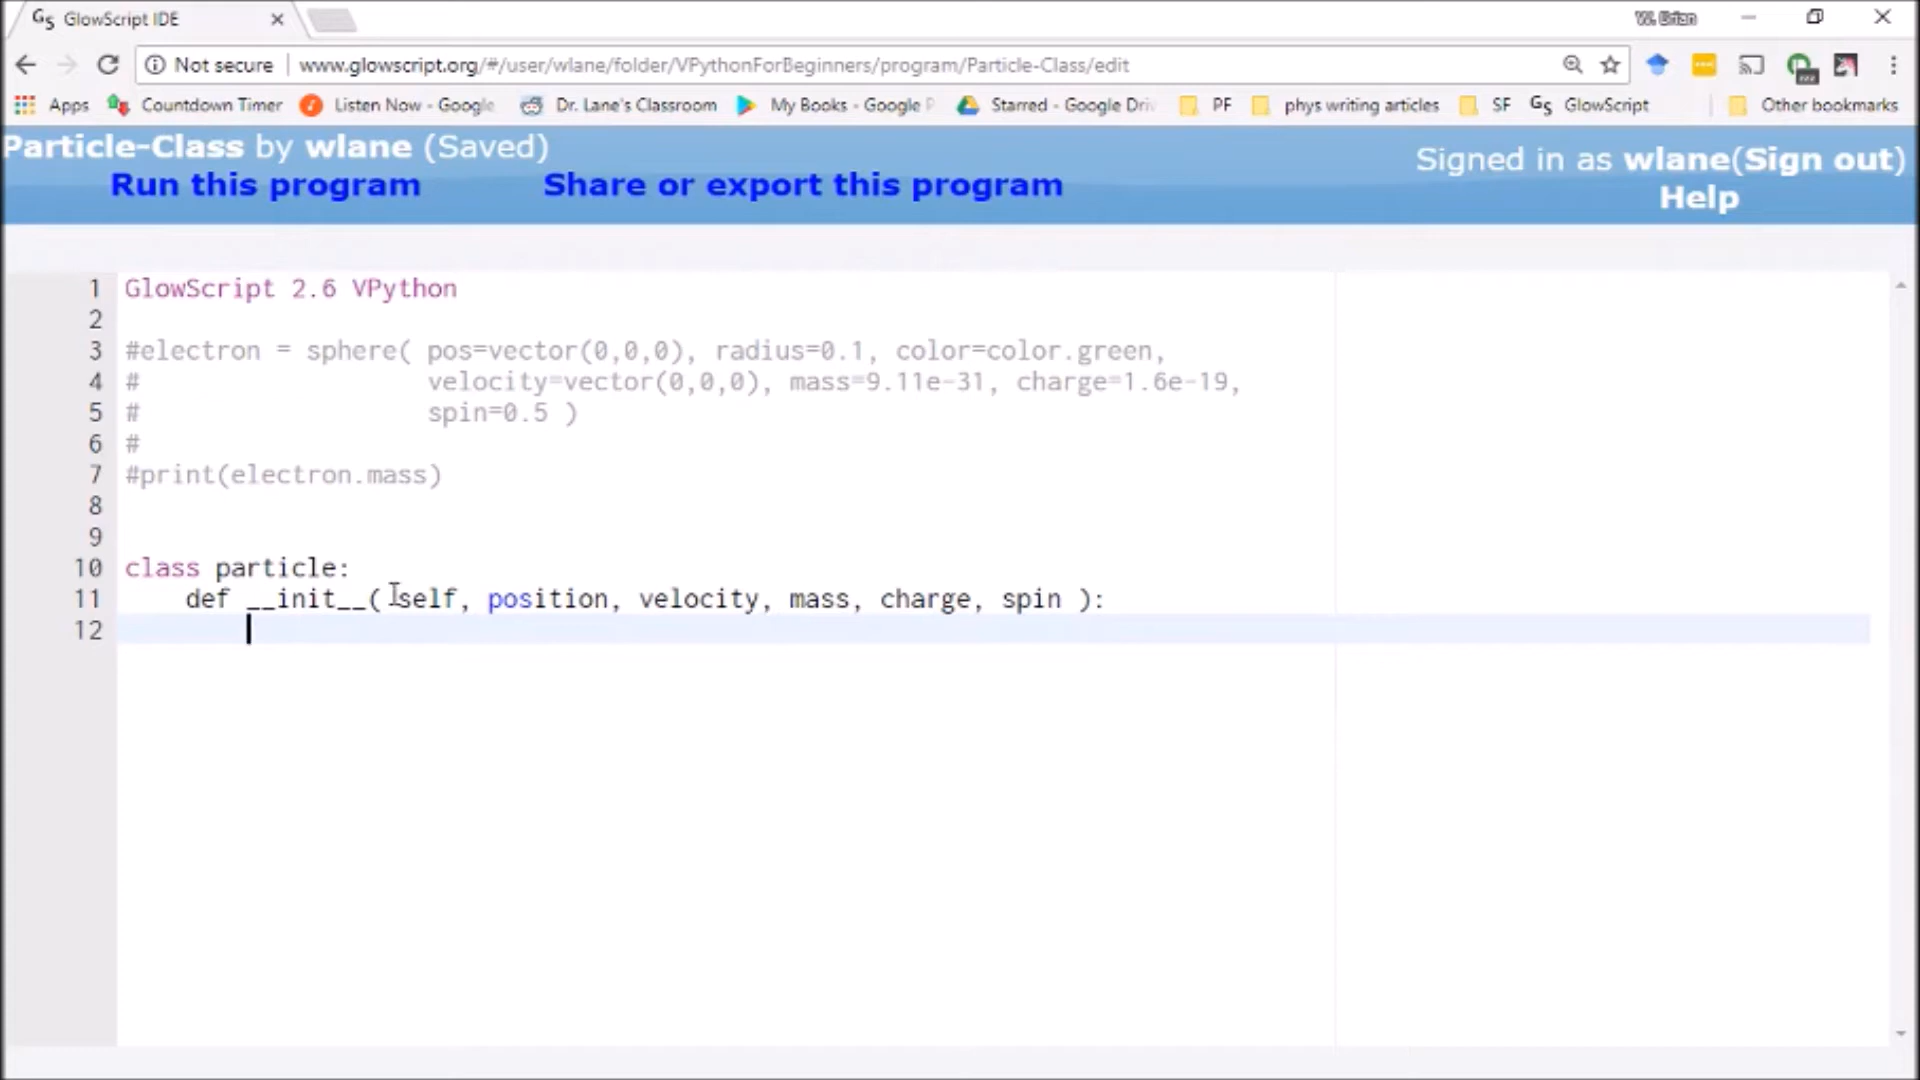 GlowScript IDE
W. Brian
Not secure www.glowscript.org/#/user/wlane/folder/VPythonForBeginners/program/Particle-Class/edit
Apps Countdown Timer Listen Now - Google Dr. Lane's Classroom My Books - Google P Starred - Google Driv PF phys writing articles SF GlowScript Other bookmarks
Particle-Class by wlane (Saved)
Signed in as wlane(Sign out)
Run this program Share or export this program
Help
1 GlowScript 2.6 VPython
2
3 #electron = sphere( pos=vector(0,0,0), radius=0.1, color=color.green,
4 # velocity=vector(0,0,0), mass=9.11e-31, charge=1.6e-19,
5 # spin=0.5 )
6 #
7 #print(electron.mass)
8
9
10 class particle:
11 def __init__( self, position, velocity, mass, charge, spin ):
12